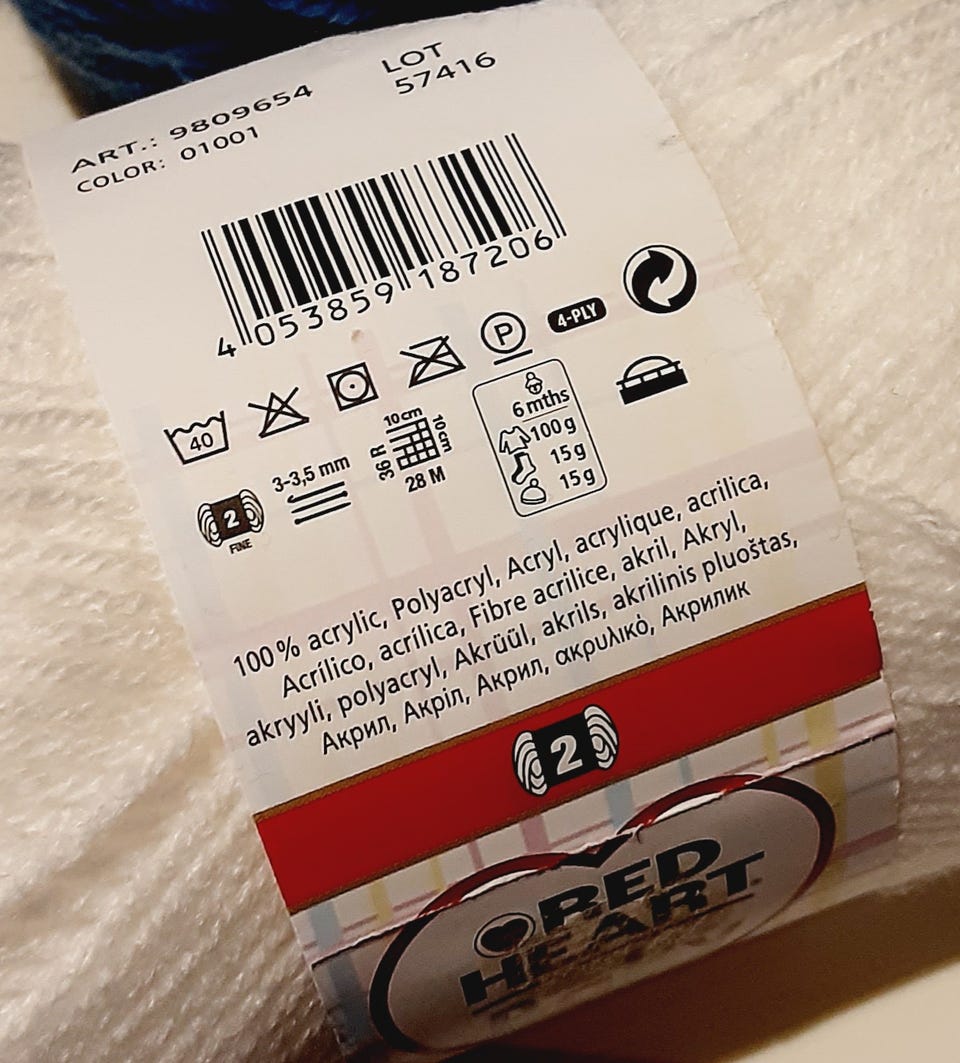 LOT
57416
ART.: 9809654
COLOR: 01001
4 053859 187206
40
P
4-PLY
2
FINE
3-3,5 mm
10cm
10cm
36 R
28 M
6 mths
100 g
15 g
15 g
100 % acrylic, Polyacryl, Acryl, acrylique, acrilica,
Acrílico, acrílica, Fibre acrilice, akril, Akryl,
akryyli, polyacryl, Akrüül, akrils, akrilinis pluoštas,
Акрил, Акріл, Акрил, ακρυλικό, Акрилик
2
RED
HEART